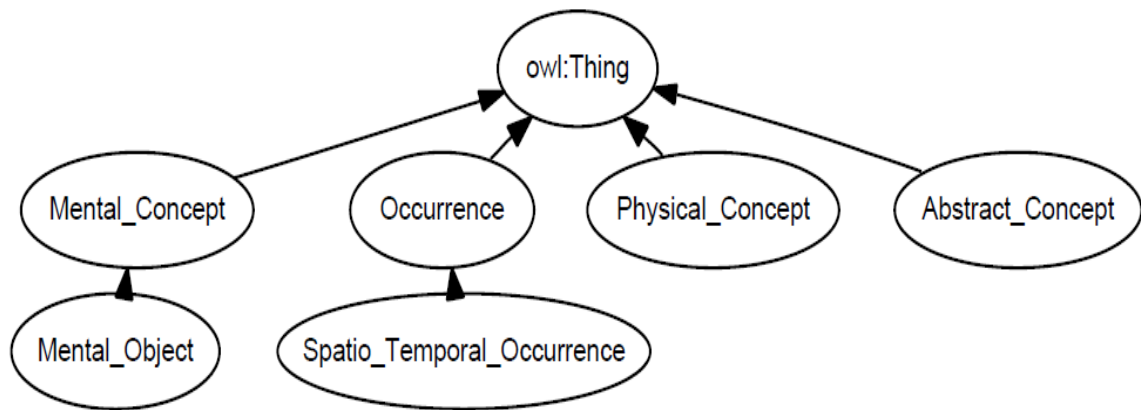 owl:Thing
Mental_Concept
Occurrence
Physical_Concept
Abstract_Concept
Mental_Object
Spatio_Temporal_Occurrence